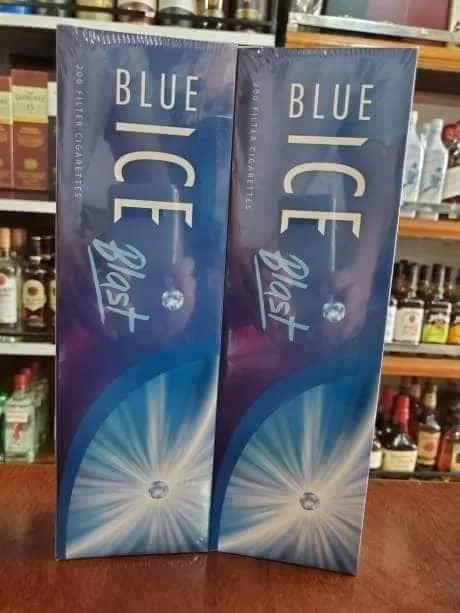 BLUE
ICE
Blast
200 FILTER CIGARETTES
BLUE
ICE
Blast
200 FILTER CIGARETTES